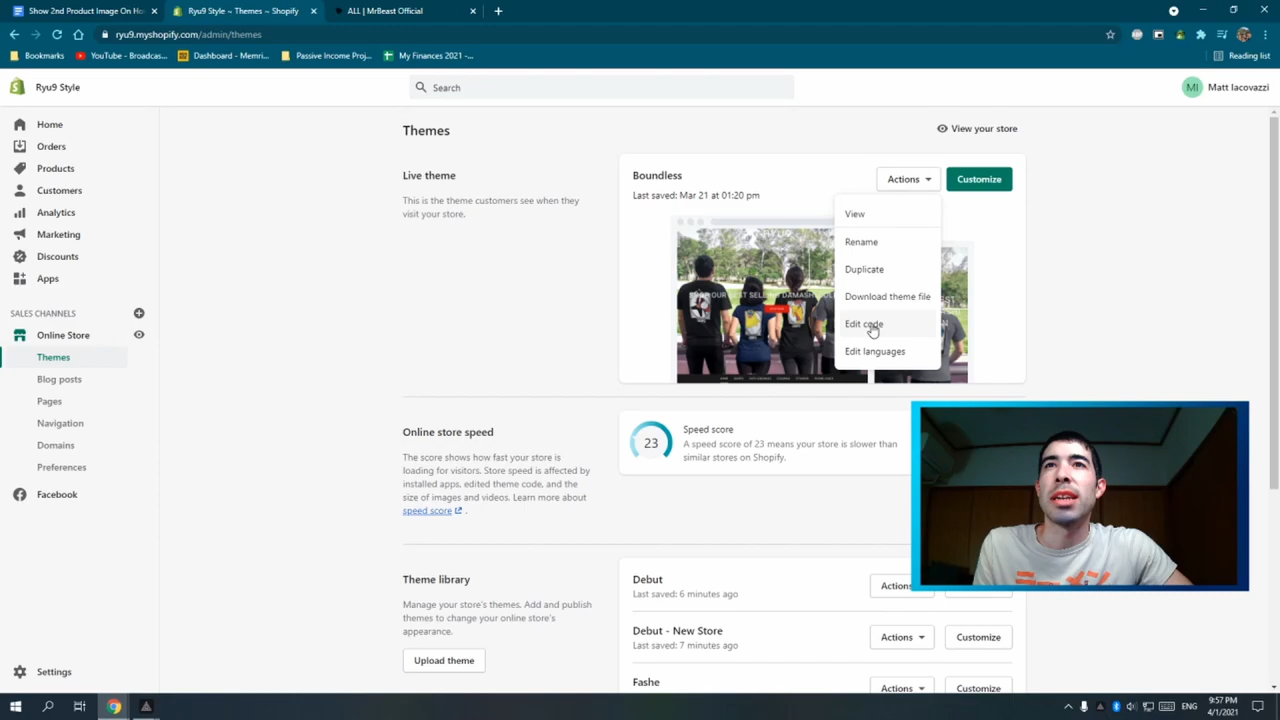 Show 2nd Product Image On Ho
Ryu9 Style ~ Themes ~ Shopify
ALL | MrBeast Official
ryu9.myshopify.com/admin/themes
Bookmarks
YouTube - Broadcas...
Dashboard - Memri...
Passive Income Proj...
My Finances 2021 -...
Reading list
Ryu9 Style
Search
MI
Matt Iacovazzi
Home
Orders
Products
Customers
Analytics
Marketing
Discounts
Apps
SALES CHANNELS
Online Store
Themes
Blog posts
Pages
Navigation
Domains
Preferences
Facebook
Settings
Themes
View your store
Live theme
This is the theme customers see when they
visit your store.
Boundless
Last saved: Mar 21 at 01:20 pm
Actions
Customize
View
Rename
Duplicate
Download theme file
Edit code
Edit languages
OUR BEST
Online store speed
The score shows how fast your store is
loading for visitors. Store speed is affected by
installed apps, edited theme code, and the
size of images and videos. Learn more about
speed score .
23
Speed score
A speed score of 23 means your store is slower than
similar stores on Shopify.
Theme library
Manage your store's themes. Add and publish
themes to change your online store's
appearance.
Upload theme
Debut
Last saved: 6 minutes ago
Actions
Debut - New Store
Last saved: 7 minutes ago
Actions
Customize
Fashe
Actions
Customize
ENG
9:57 PM
4/1/2021